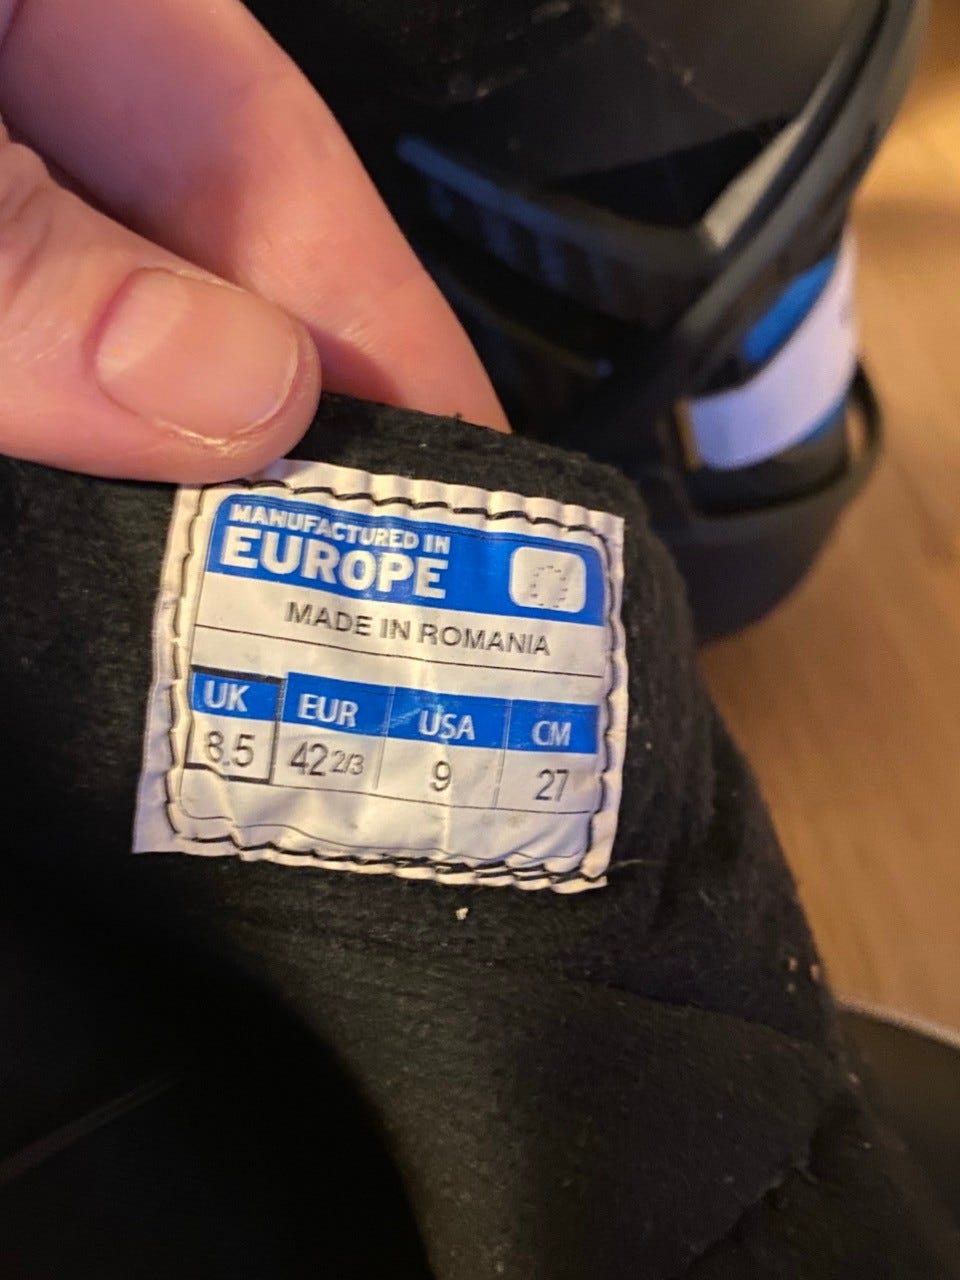 MANUFACTURED IN
EUROPE
MADE IN ROMANIA
UK EUR USA CM
8.5 42 2/3 9 27